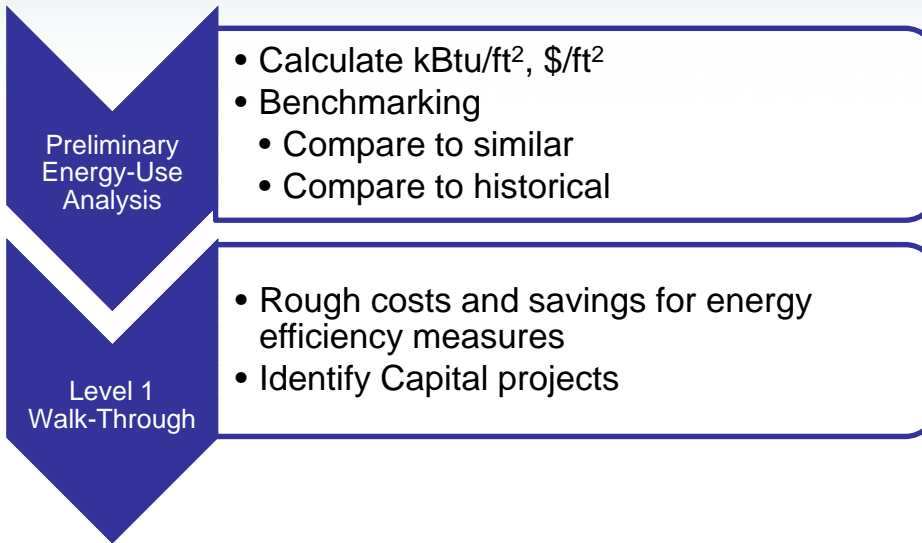 Preliminary
Energy-Use
Analysis
• Calculate kBtu/ft², $/ft²
• Benchmarking
• Compare to similar
• Compare to historical
Level 1
Walk-Through
• Rough costs and savings for energy
efficiency measures
• Identify Capital projects